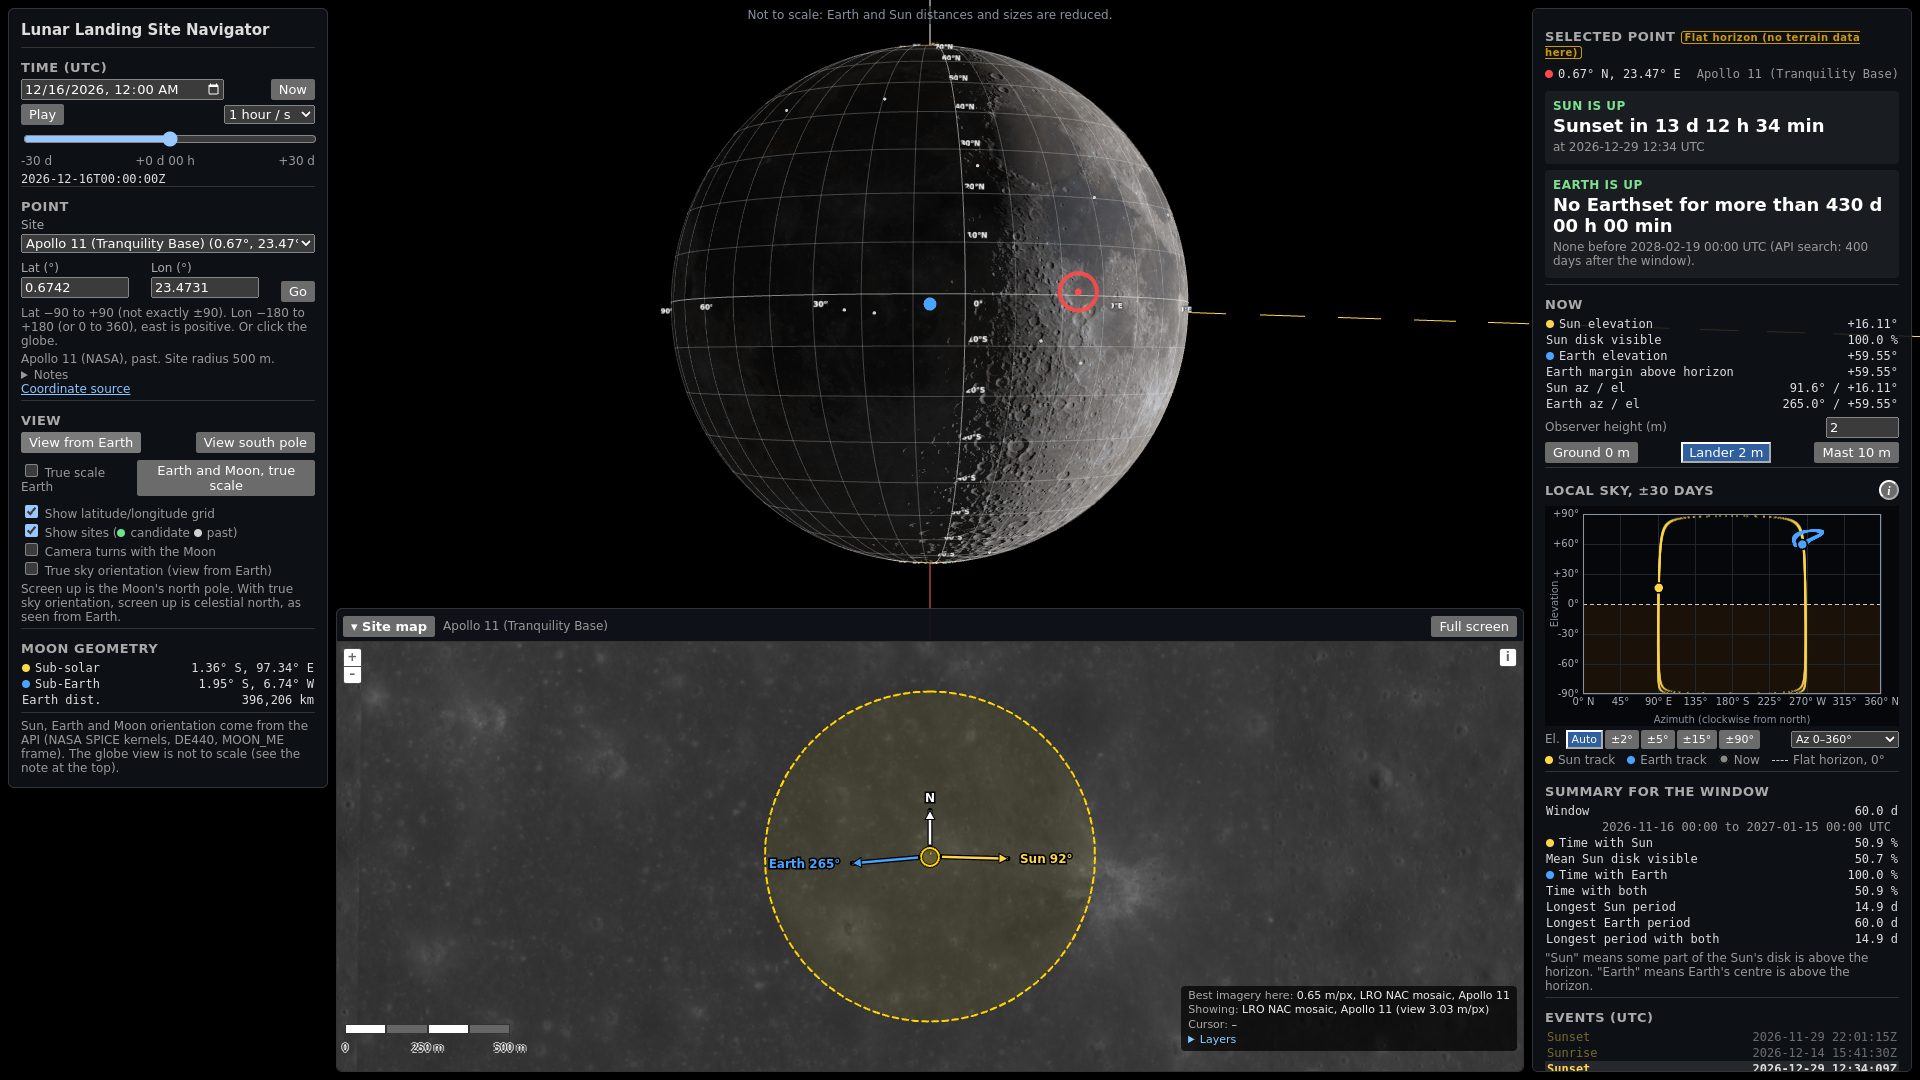 Lunar Landing Site Navigator
TIME (UTC)
12/16/2026, 12:00 AM
Now
Play
1 hour / s
-30 d
+0 d 00 h
+30 d
2026-12-16T00:00:00Z
POINT
Site
Apollo 11 (Tranquility Base) (0.67°, 23.47°
Lat (°)
Lon (°)
0.6742
23.4731
Go
Lat −90 to +90 (not exactly ±90). Lon −180 to
+180 (or 0 to 360), east is positive. Or click the
globe.
Apollo 11 (NASA), past. Site radius 500 m.
Notes
Coordinate source
VIEW
View from Earth
View south pole
True scale
Earth
Earth and Moon, true
scale
Show latitude/longitude grid
Show sites (● candidate ● past)
Camera turns with the Moon
True sky orientation (view from Earth)
Screen up is the Moon's north pole. With true
sky orientation, screen up is celestial north, as
seen from Earth.
MOON GEOMETRY
Sub-solar 1.36° S, 97.34° E
Sub-Earth 1.95° S, 6.74° W
Earth dist. 396,206 km
Sun, Earth and Moon orientation come from the
API (NASA SPICE kernels, DE440, MOON_ME
frame). The globe view is not to scale (see the
note at the top).
Not to scale: Earth and Sun distances and sizes are reduced.
70°N
60°N
50°N
40°N
30°N
20°N
10°N
90°
60°
30°
0°
10°S
20°S
▾ Site map
Apollo 11 (Tranquility Base)
Full screen
+
-
i
N
Earth 265°
Sun 92°
0
250 m
500 m
Best imagery here: 0.65 m/px, LRO NAC mosaic, Apollo 11
Showing: LRO NAC mosaic, Apollo 11 (view 3.03 m/px)
Cursor: –
Layers
SELECTED POINT Flat horizon (no terrain data
here)
0.67° N, 23.47° E Apollo 11 (Tranquility Base)
SUN IS UP
Sunset in 13 d 12 h 34 min
at 2026-12-29 12:34 UTC
EARTH IS UP
No Earthset for more than 430 d
00 h 00 min
None before 2028-02-19 00:00 UTC (API search: 400
days after the window).
NOW
Sun elevation +16.11°
Sun disk visible 100.0 %
Earth elevation +59.55°
Earth margin above horizon +59.55°
Sun az / el 91.6° / +16.11°
Earth az / el 265.0° / +59.55°
Observer height (m) 2
Ground 0 m
Lander 2 m
Mast 10 m
LOCAL SKY, ±30 DAYS
i
+90°
+60°
+30°
0°
-30°
-60°
-90°
Elevation
0° N 45° 90° E 135° 180° S 225° 270° W 315° 360° N
Azimuth (clockwise from north)
El. Auto ±2° ±5° ±15° ±90° Az 0–360°
Sun track Earth track Now ---- Flat horizon, 0°
SUMMARY FOR THE WINDOW
Window 60.0 d
2026-11-16 00:00 to 2027-01-15 00:00 UTC
Time with Sun 50.9 %
Mean Sun disk visible 50.7 %
Time with Earth 100.0 %
Time with both 50.9 %
Longest Sun period 14.9 d
Longest Earth period 60.0 d
Longest period with both 14.9 d
"Sun" means some part of the Sun's disk is above the
horizon. "Earth" means Earth's centre is above the
horizon.
EVENTS (UTC)
Sunset 2026-11-29 22:01:15Z
Sunrise 2026-12-14 15:41:30Z
Sunset 2026-12-29 12:34:09Z